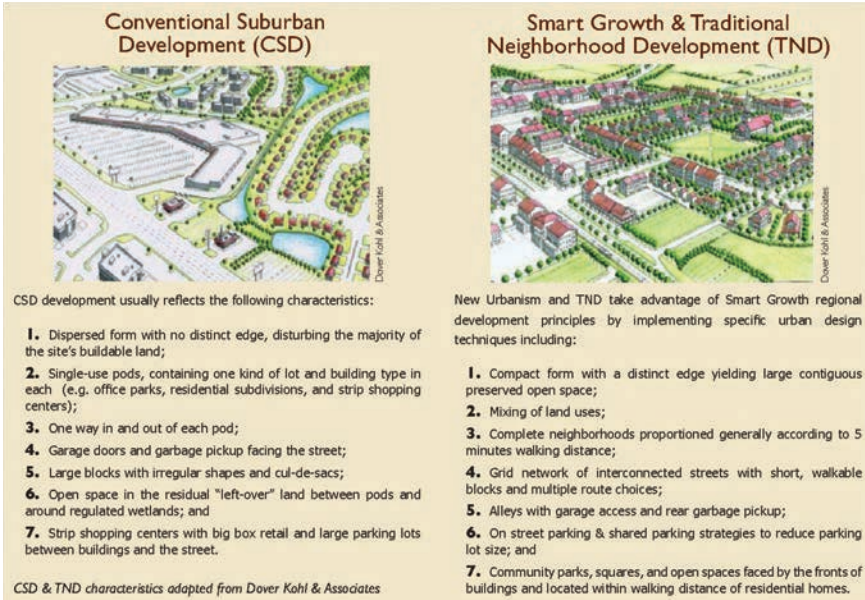 Conventional Suburban
Development (CSD)
Dover Kohl & Associates
CSD development usually reflects the following characteristics:
1. Dispersed form with no distinct edge, disturbing the majority of
the site's buildable land;
2. Single-use pods, containing one kind of lot and building type in
each (e.g. office parks, residential subdivisions, and strip shopping
centers);
3. One way in and out of each pod;
4. Garage doors and garbage pickup facing the street;
5. Large blocks with irregular shapes and cul-de-sacs;
6. Open space in the residual "left-over" land between pods and
around regulated wetlands; and
7. Strip shopping centers with big box retail and large parking lots
between buildings and the street.
CSD & TND characteristics adapted from Dover Kohl & Associates
Smart Growth & Traditional
Neighborhood Development (TND)
Dover Kohl & Associates
New Urbanism and TND take advantage of Smart Growth regional
development principles by implementing specific urban design
techniques including:
1. Compact form with a distinct edge yielding large contiguous
preserved open space;
2. Mixing of land uses;
3. Complete neighborhoods proportioned generally according to 5
minutes walking distance;
4. Grid network of interconnected streets with short, walkable
blocks and multiple route choices;
5. Alleys with garage access and rear garbage pickup;
6. On street parking & shared parking strategies to reduce parking
lot size; and
7. Community parks, squares, and open spaces faced by the fronts of
buildings and located within walking distance of residential homes.